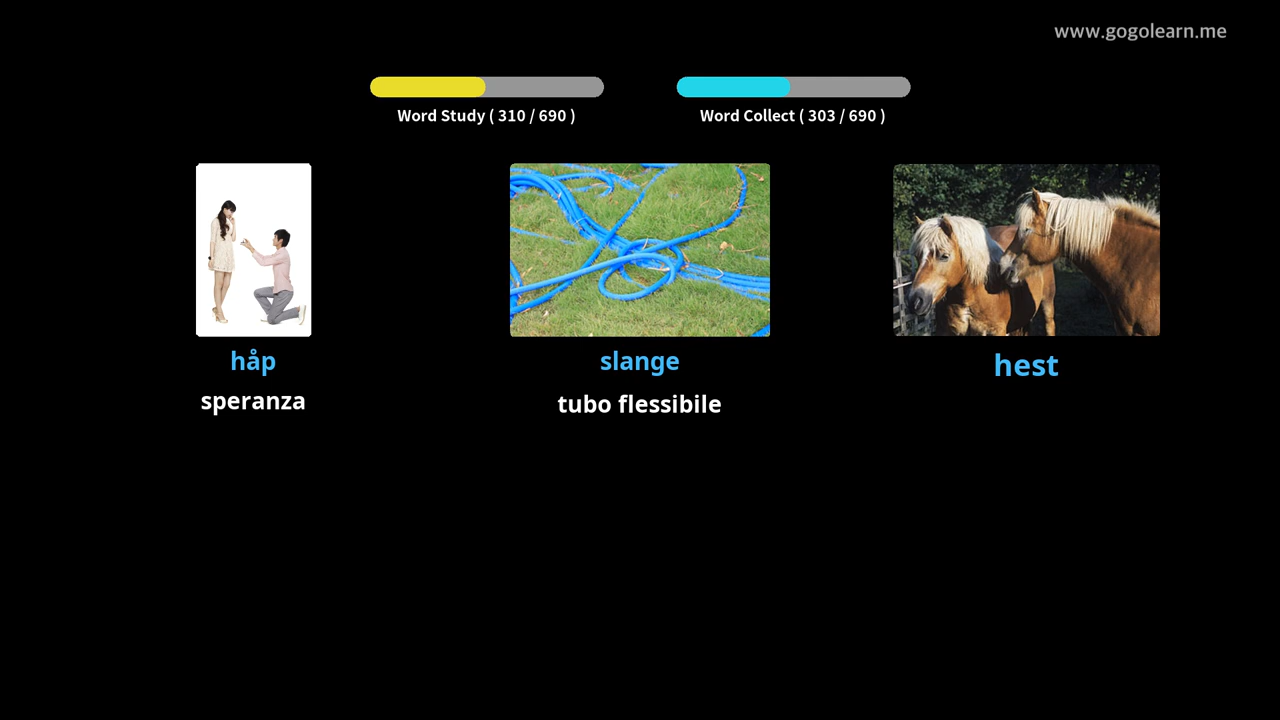 www.gogolearn.me
Word Study ( 310 / 690 )
Word Collect ( 303 / 690 )
håp
slange
hest
speranza
tubo flessibile